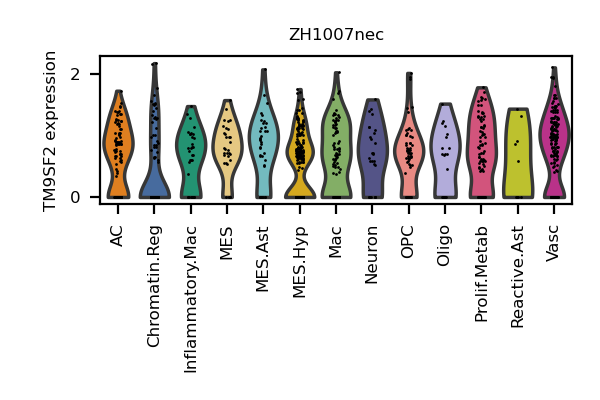 ZH1007nec
TM9SF2 expression
2
0
AC
Chromatin.Reg
Inflammatory.Mac
MES
MES.Ast
MES.Hyp
Mac
Neuron
OPC
Oligo
Prolif.Metab
Reactive.Ast
Vasc